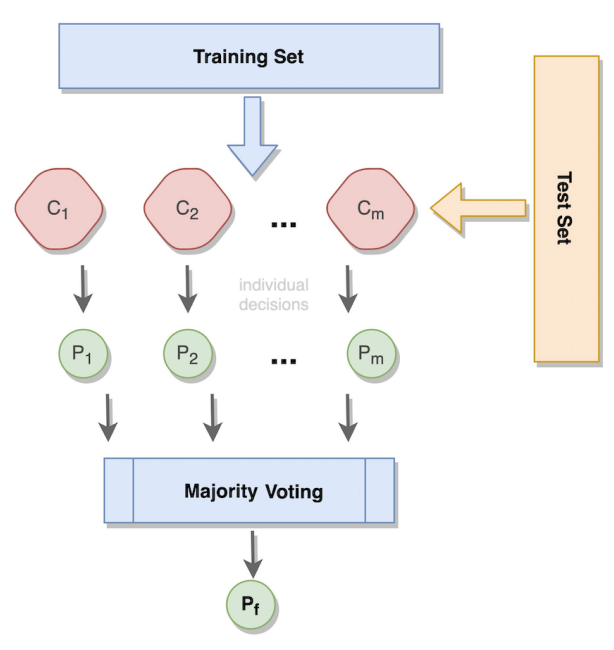 Training Set
C1
C2
...
Cm
Test Set
individual
decisions
P1
P2
...
Pm
Majority Voting
Pf